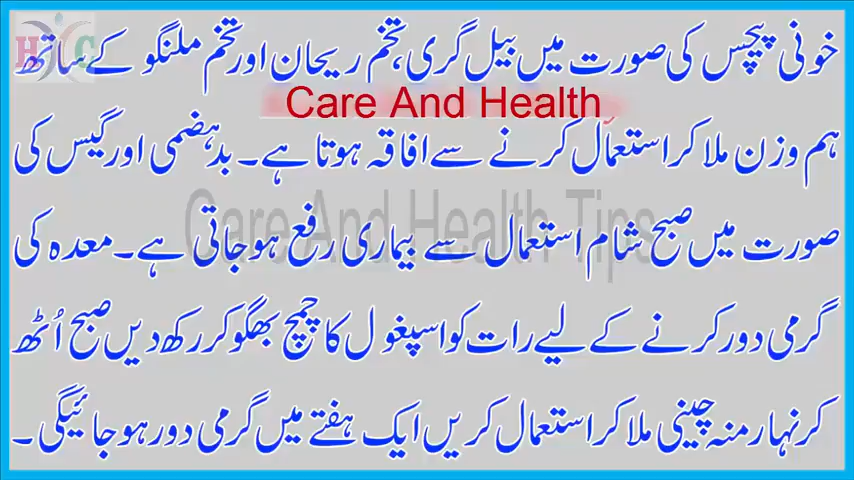 خونی پیچس کی صورت میں بیل گری، تخم ریحان اور تخم ملنگو کے ساتھ
HC
Care And Health
ہم وزن ملا کر استعمال کرنے سے افاقہ ہوتا ہے۔ بدہضمی اور گیس کی
Care And Health Tips
صورت میں صبح شام استعمال سے بیماری رفع ہو جاتی ہے۔ معدہ کی
گرمی دور کرنے کے لیے رات کو اسپغول کا چمچ بھگو کر رکھ دیں صبح اُٹھ
کر نہار منہ چینی ملا کر استعمال کریں ایک ہفتے میں گرمی دور ہو جائیگی۔